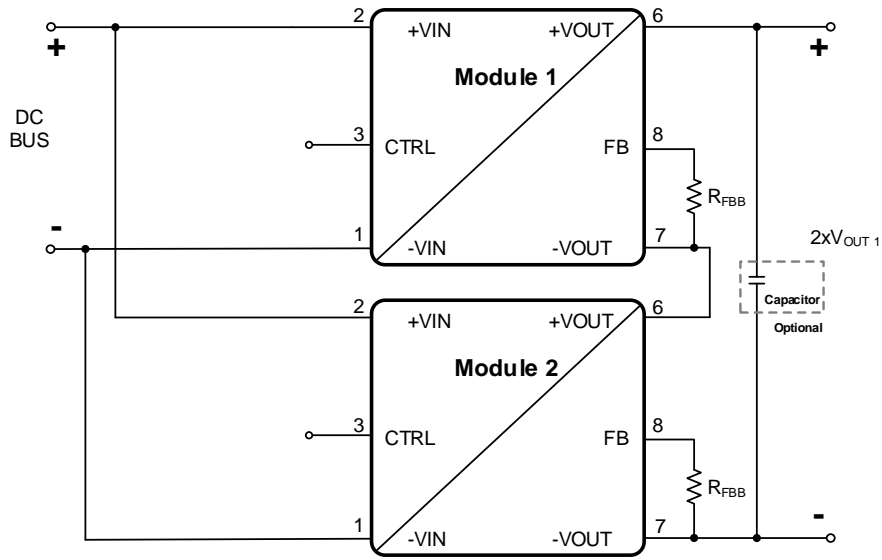 2
+VIN
+VOUT
6
+
+
Module 1
DC
BUS
3
CTRL
FB
8
RFBB
-
1
-VIN
-VOUT
7
2xVOUT 1
Capacitor
Optional
2
+VIN
+VOUT
6
Module 2
3
CTRL
FB
8
RFBB
1
-VIN
-VOUT
7
-